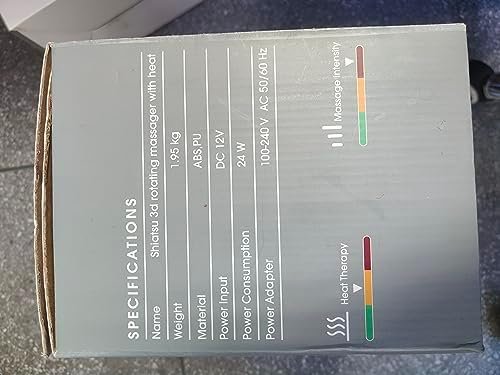 SPECIFICATIONS
Name Shiatsu 3d rotating massager with heat
Weight 1.95 kg
Material ABS,PU
Power Input DC 12V
Power Consumption 24 W
Power Adapter 100-240 V AC 50/60 Hz
Heat Therapy
Massage Intensity